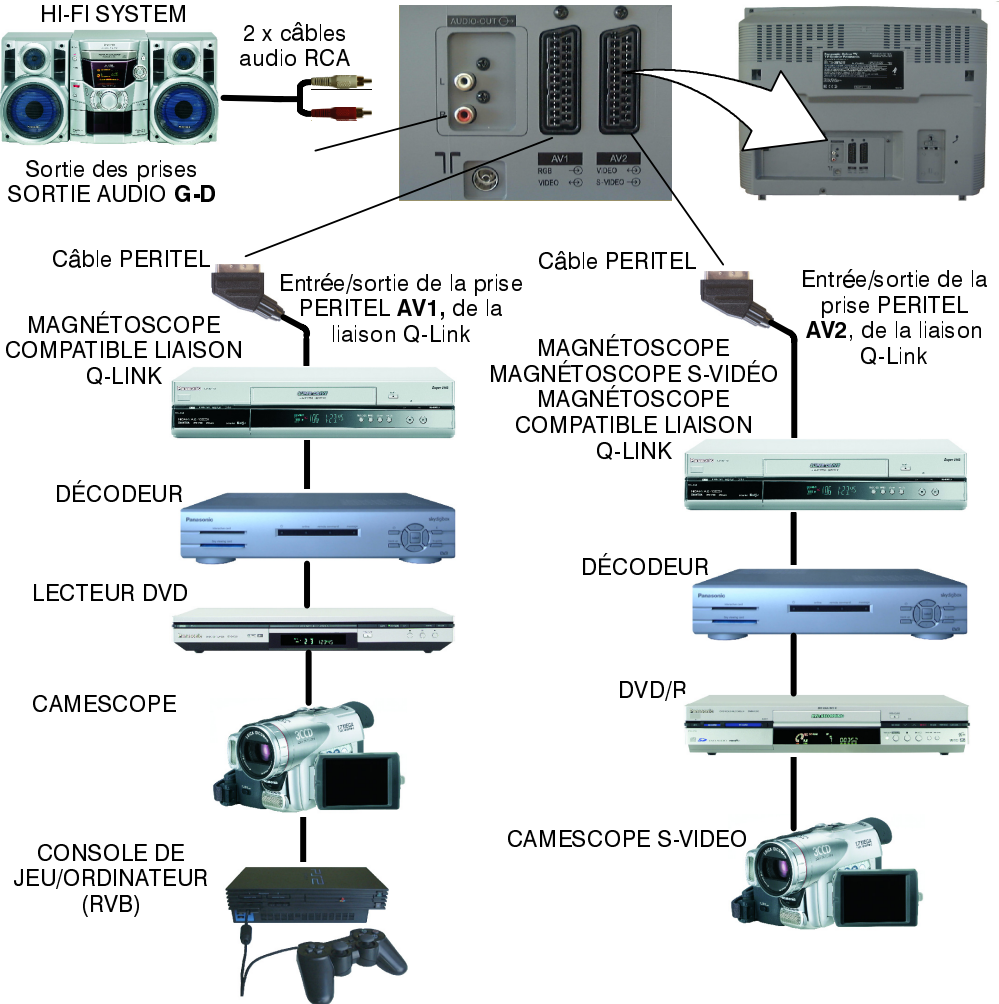 HI-FI SYSTEM
2 x câbles
audio RCA
Sortie des prises
SORTIE AUDIO G-D
AUDIO-OUT
L
R
AV1
RGB
VIDEO
AV2
VIDEO
S-VIDEO
Câble PERITEL
Entrée/sortie de la prise
PERITEL AV1, de la
liaison Q-Link
MAGNÉTOSCOPE
COMPATIBLE LIAISON
Q-LINK
DÉCODEUR
Panasonic
LECTEUR DVD
CAMESCOPE
3CCD
CONSOLE DE
JEU/ORDINATEUR
(RVB)
Câble PERITEL
Entrée/sortie de la
prise PERITEL
AV2, de la liaison
Q-Link
MAGNÉTOSCOPE
MAGNÉTOSCOPE S-VIDÉO
MAGNÉTOSCOPE
COMPATIBLE LIAISON
Q-LINK
DÉCODEUR
Panasonic
DVD/R
CAMESCOPE S-VIDEO
3CCD